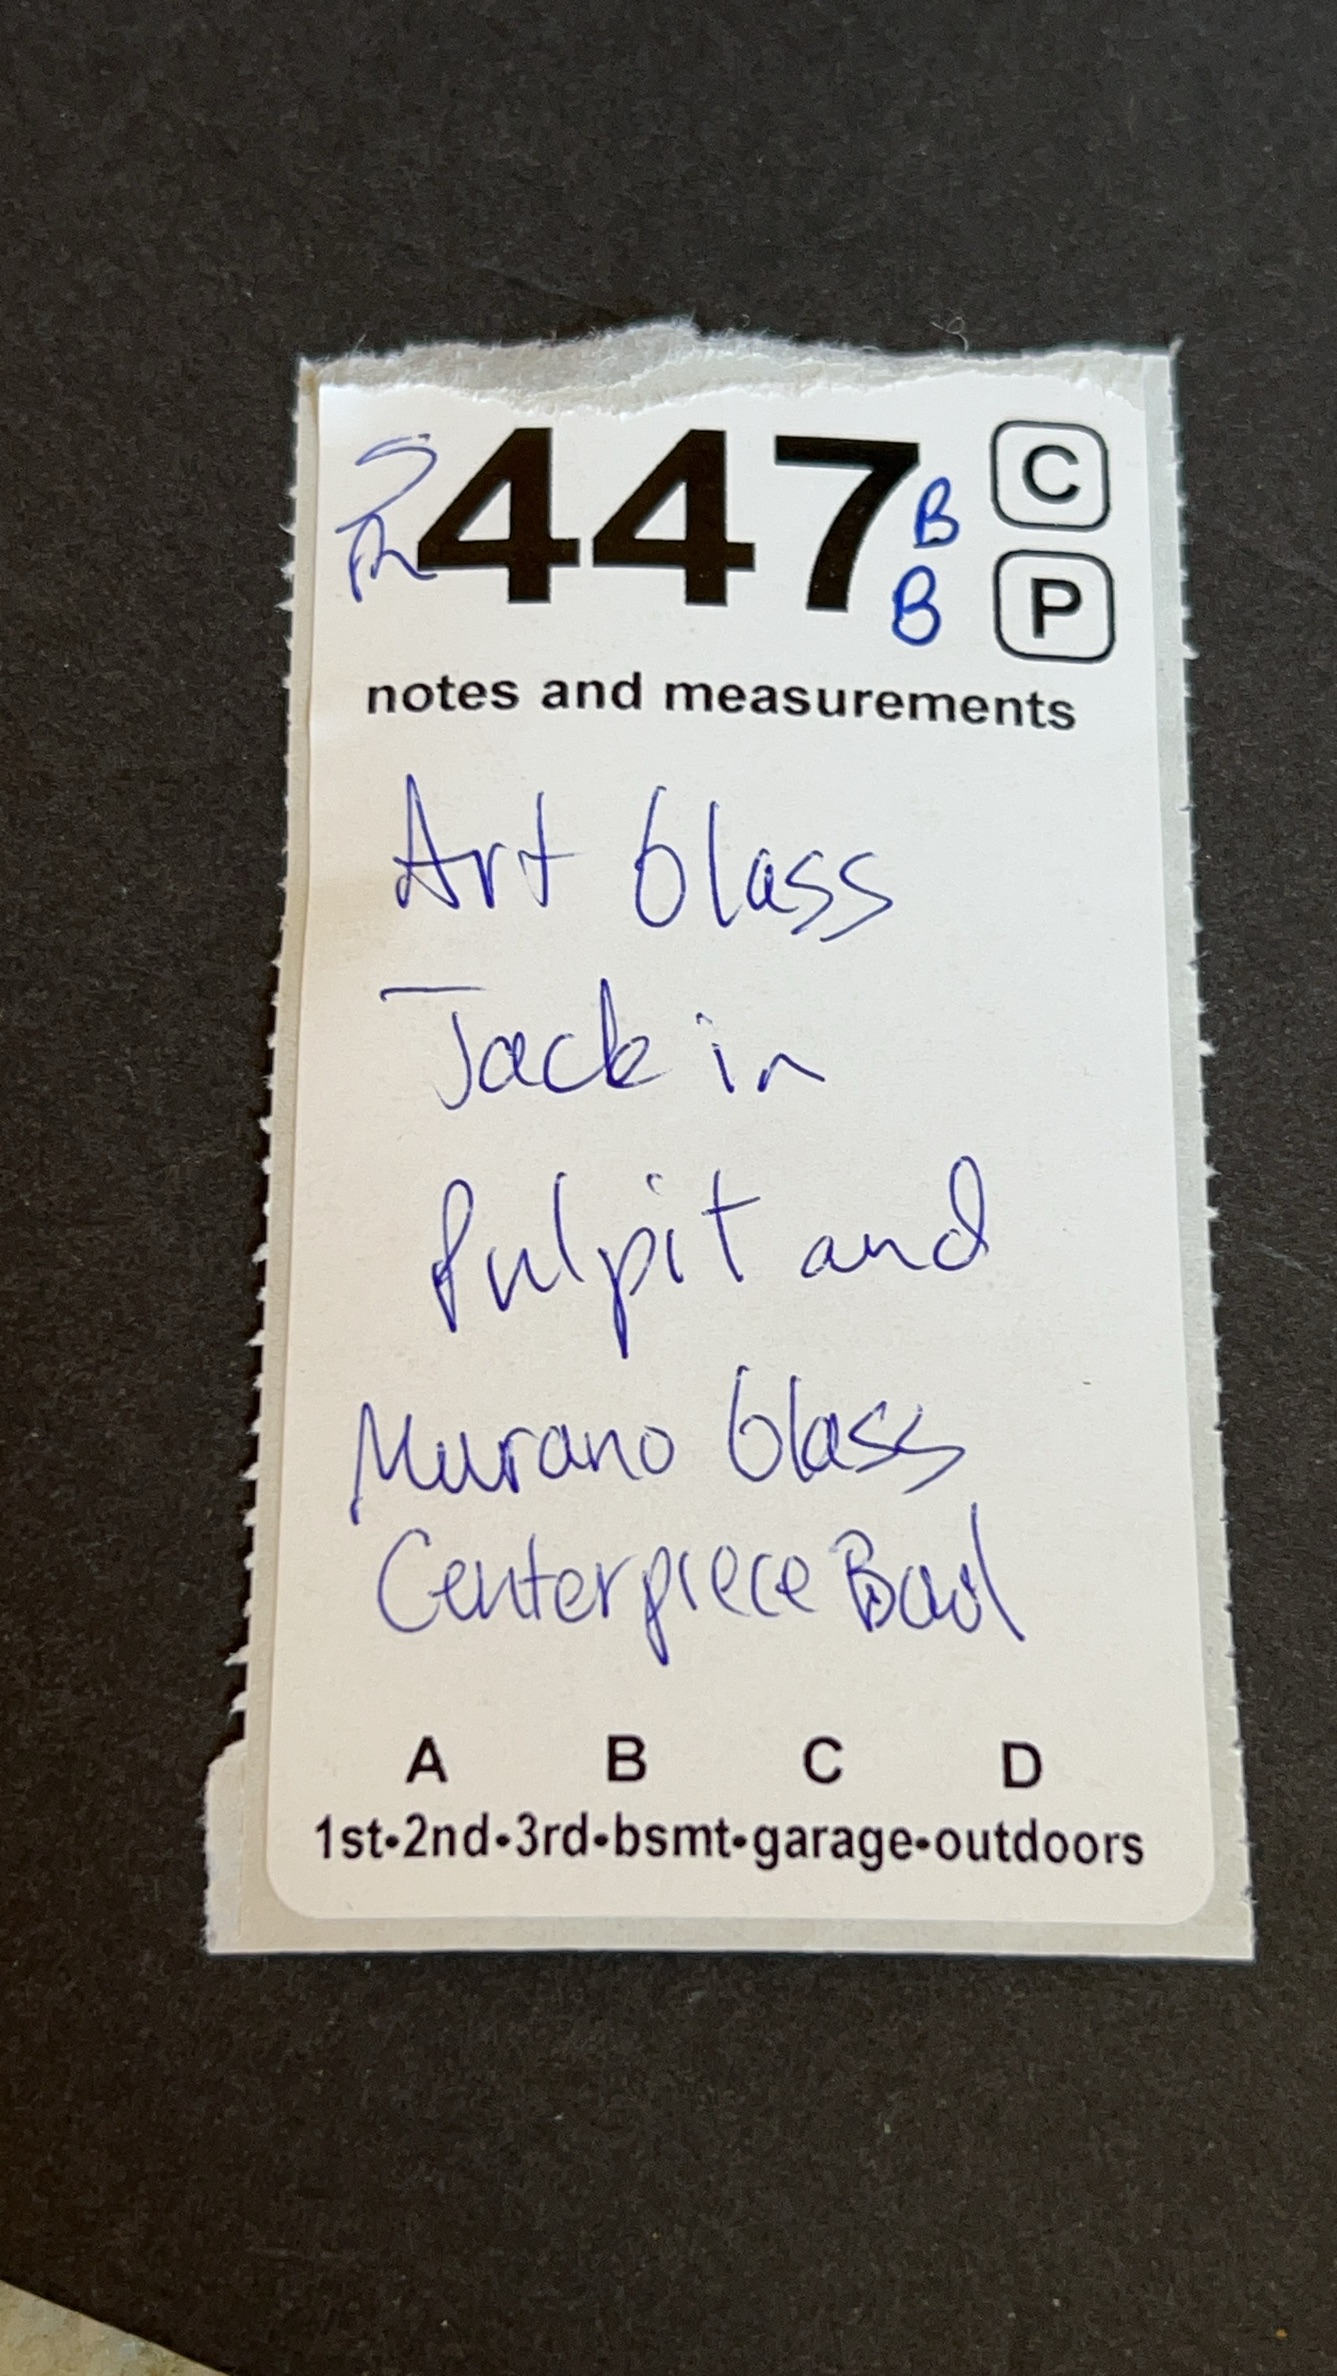 447 B C
B P
notes and measurements
Art Glass
Jack in
Pulpit and
Murano Glass
Centerpiece Bowl
A B C D
1st•2nd•3rd•bsmt•garage•outdoors